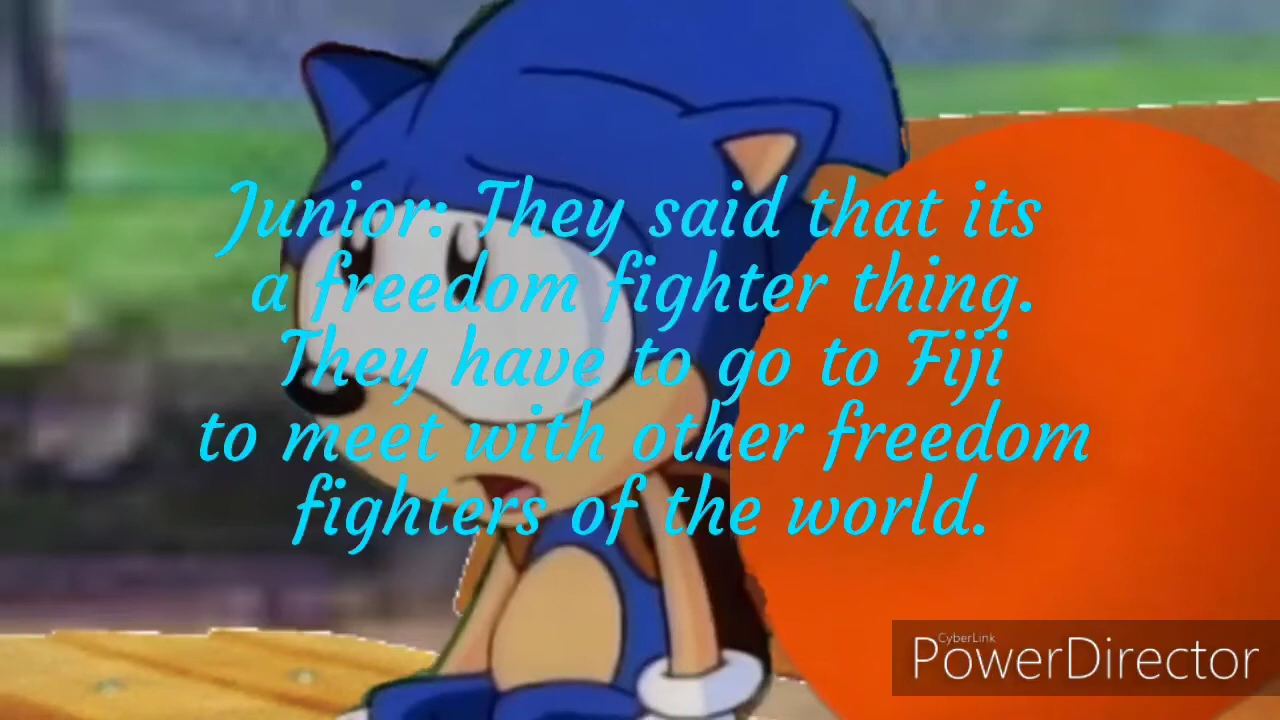 Junior: They said that its
a freedom fighter thing.
They have to go to Fiji
to meet with other freedom
fighters of the world.
CyberLink
PowerDirector